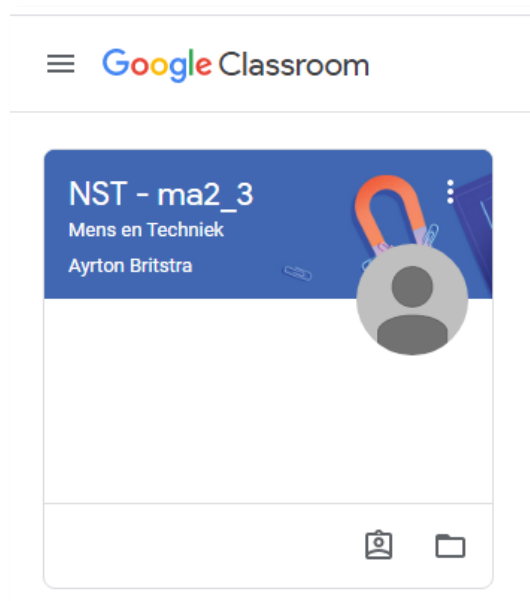 Google Classroom
NST - ma2_3
Mens en Techniek
Ayrton Britstra